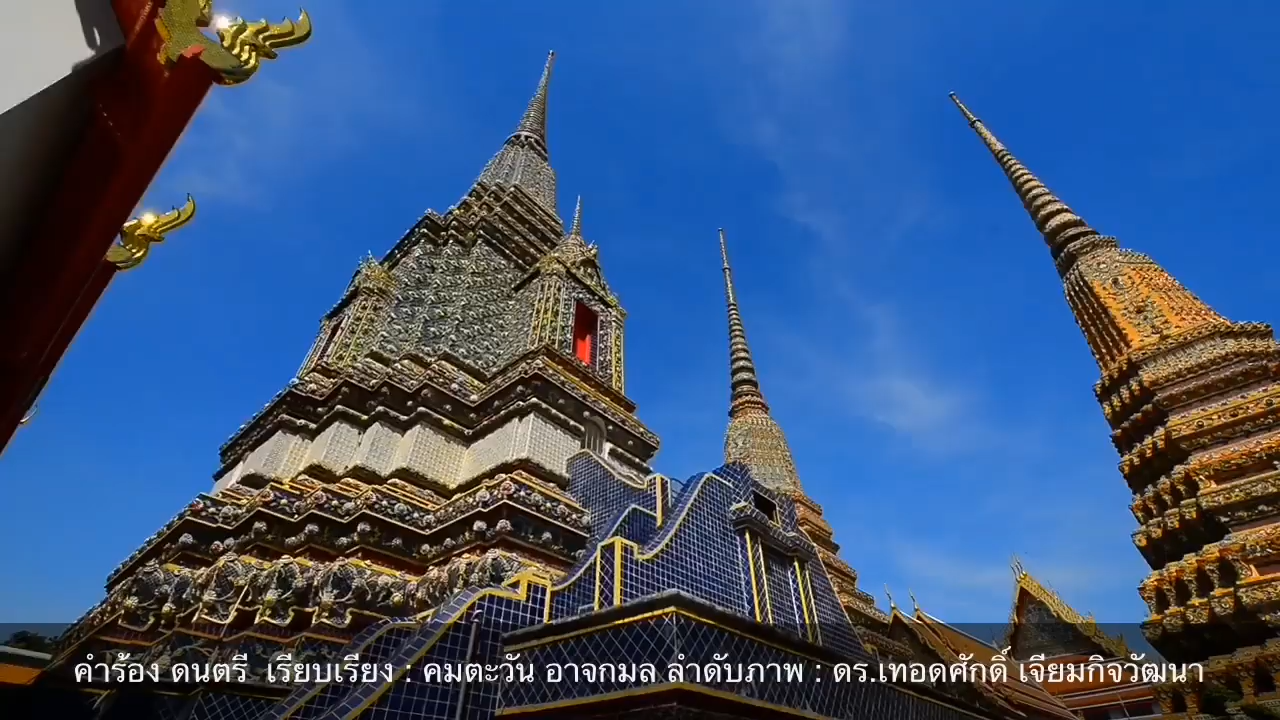 คำร้อง ดนตรี  เรียบเรียง : คมตะวัน อาจกมล ลำดับภาพ : ดร.เทอดศักดิ์ เจียมกิจวัฒนา